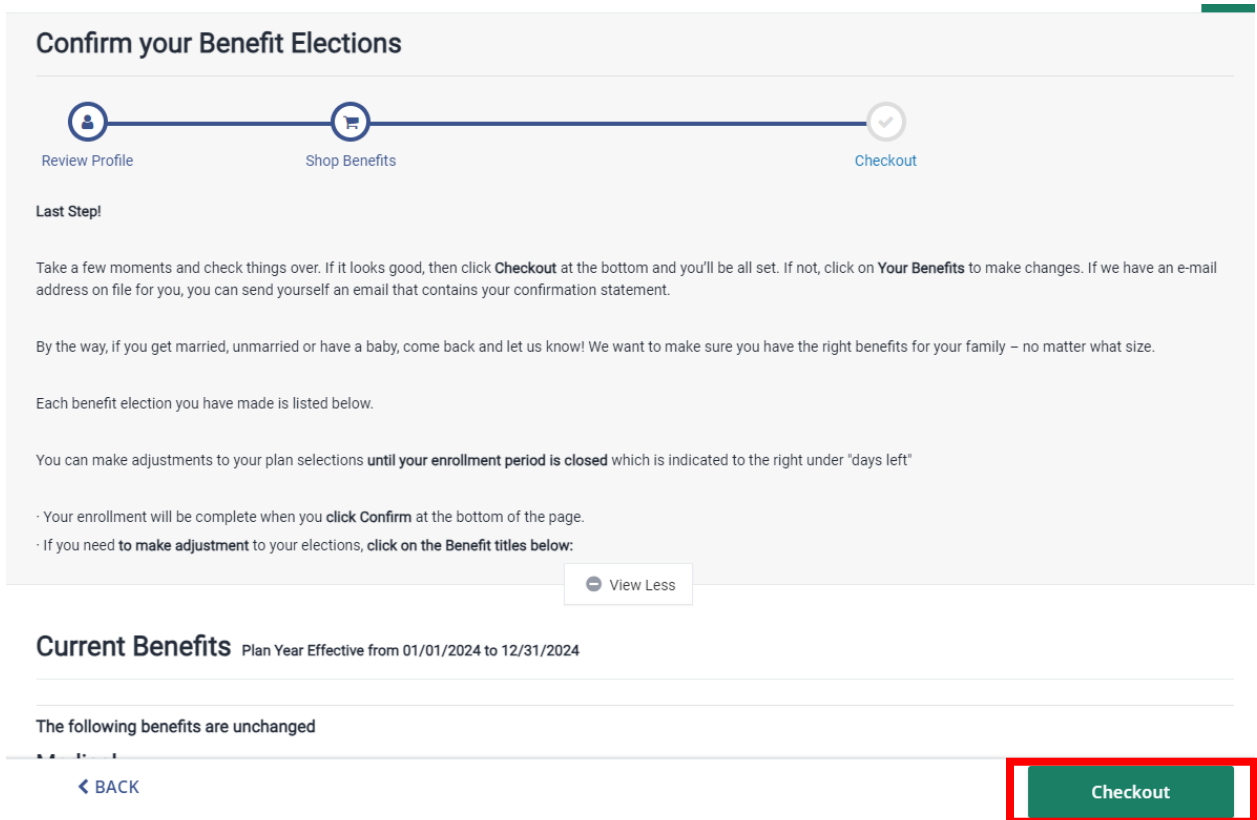 Confirm your Benefit Elections
Review Profile
Shop Benefits
Checkout
Last Step!
Take a few moments and check things over. If it looks good, then click Checkout at the bottom and you’ll be all set. If not, click on Your Benefits to make changes. If we have an e-mail
address on file for you, you can send yourself an email that contains your confirmation statement.
By the way, if you get married, unmarried or have a baby, come back and let us know! We want to make sure you have the right benefits for your family – no matter what size.
Each benefit election you have made is listed below.
You can make adjustments to your plan selections until your enrollment period is closed which is indicated to the right under "days left"
· Your enrollment will be complete when you click Confirm at the bottom of the page.
· If you need to make adjustment to your elections, click on the Benefit titles below:
View Less
Current Benefits Plan Year Effective from 01/01/2024 to 12/31/2024
The following benefits are unchanged
BACK
Checkout